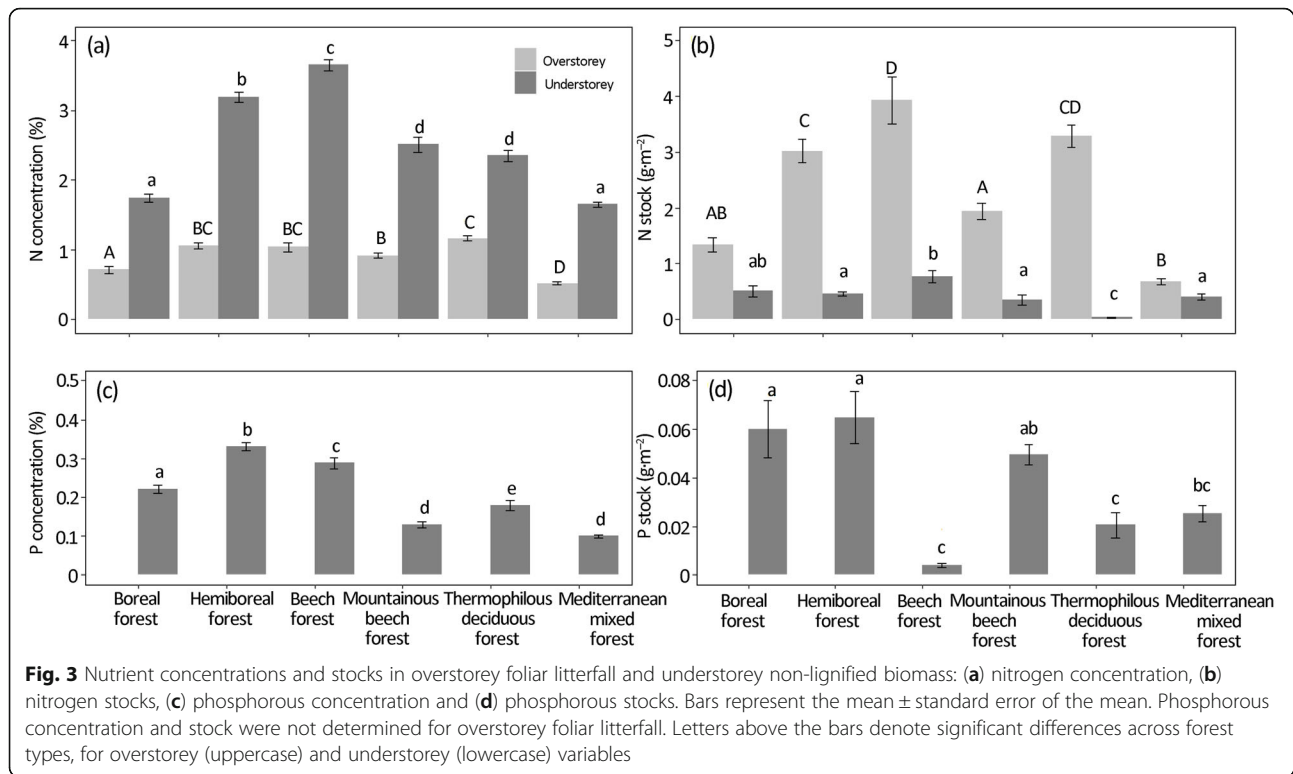 (a)
4
3
2
1
0
N concentration (%)
Overstorey
Understorey
A
a
BC
b
BC
c
B
d
C
d
D
a
(b)
5
4
3
2
1
0
N stock (g·m⁻²)
AB
ab
C
a
D
b
A
a
CD
c
B
a
(c)
0.5
0.4
0.3
0.2
0.1
0
P concentration (%)
a
b
c
d
e
d
Boreal
forest
Hemiboreal
forest
Beech
forest
Mountainous
beech
forest
Thermophilous
deciduous
forest
Mediterranean
mixed
forest
(d)
0.08
0.06
0.04
0.02
0
P stock (g·m⁻²)
a
a
c
ab
c
bc
Boreal
forest
Hemiboreal
forest
Beech
forest
Mountainous
beech
forest
Thermophilous
deciduous
forest
Mediterranean
mixed
forest
Fig. 3 Nutrient concentrations and stocks in overstorey foliar litterfall and understorey non-lignified biomass: (a) nitrogen concentration, (b)
nitrogen stocks, (c) phosphorous concentration and (d) phosphorous stocks. Bars represent the mean ± standard error of the mean. Phosphorous
concentration and stock were not determined for overstorey foliar litterfall. Letters above the bars denote significant differences across forest
types, for overstorey (uppercase) and understorey (lowercase) variables